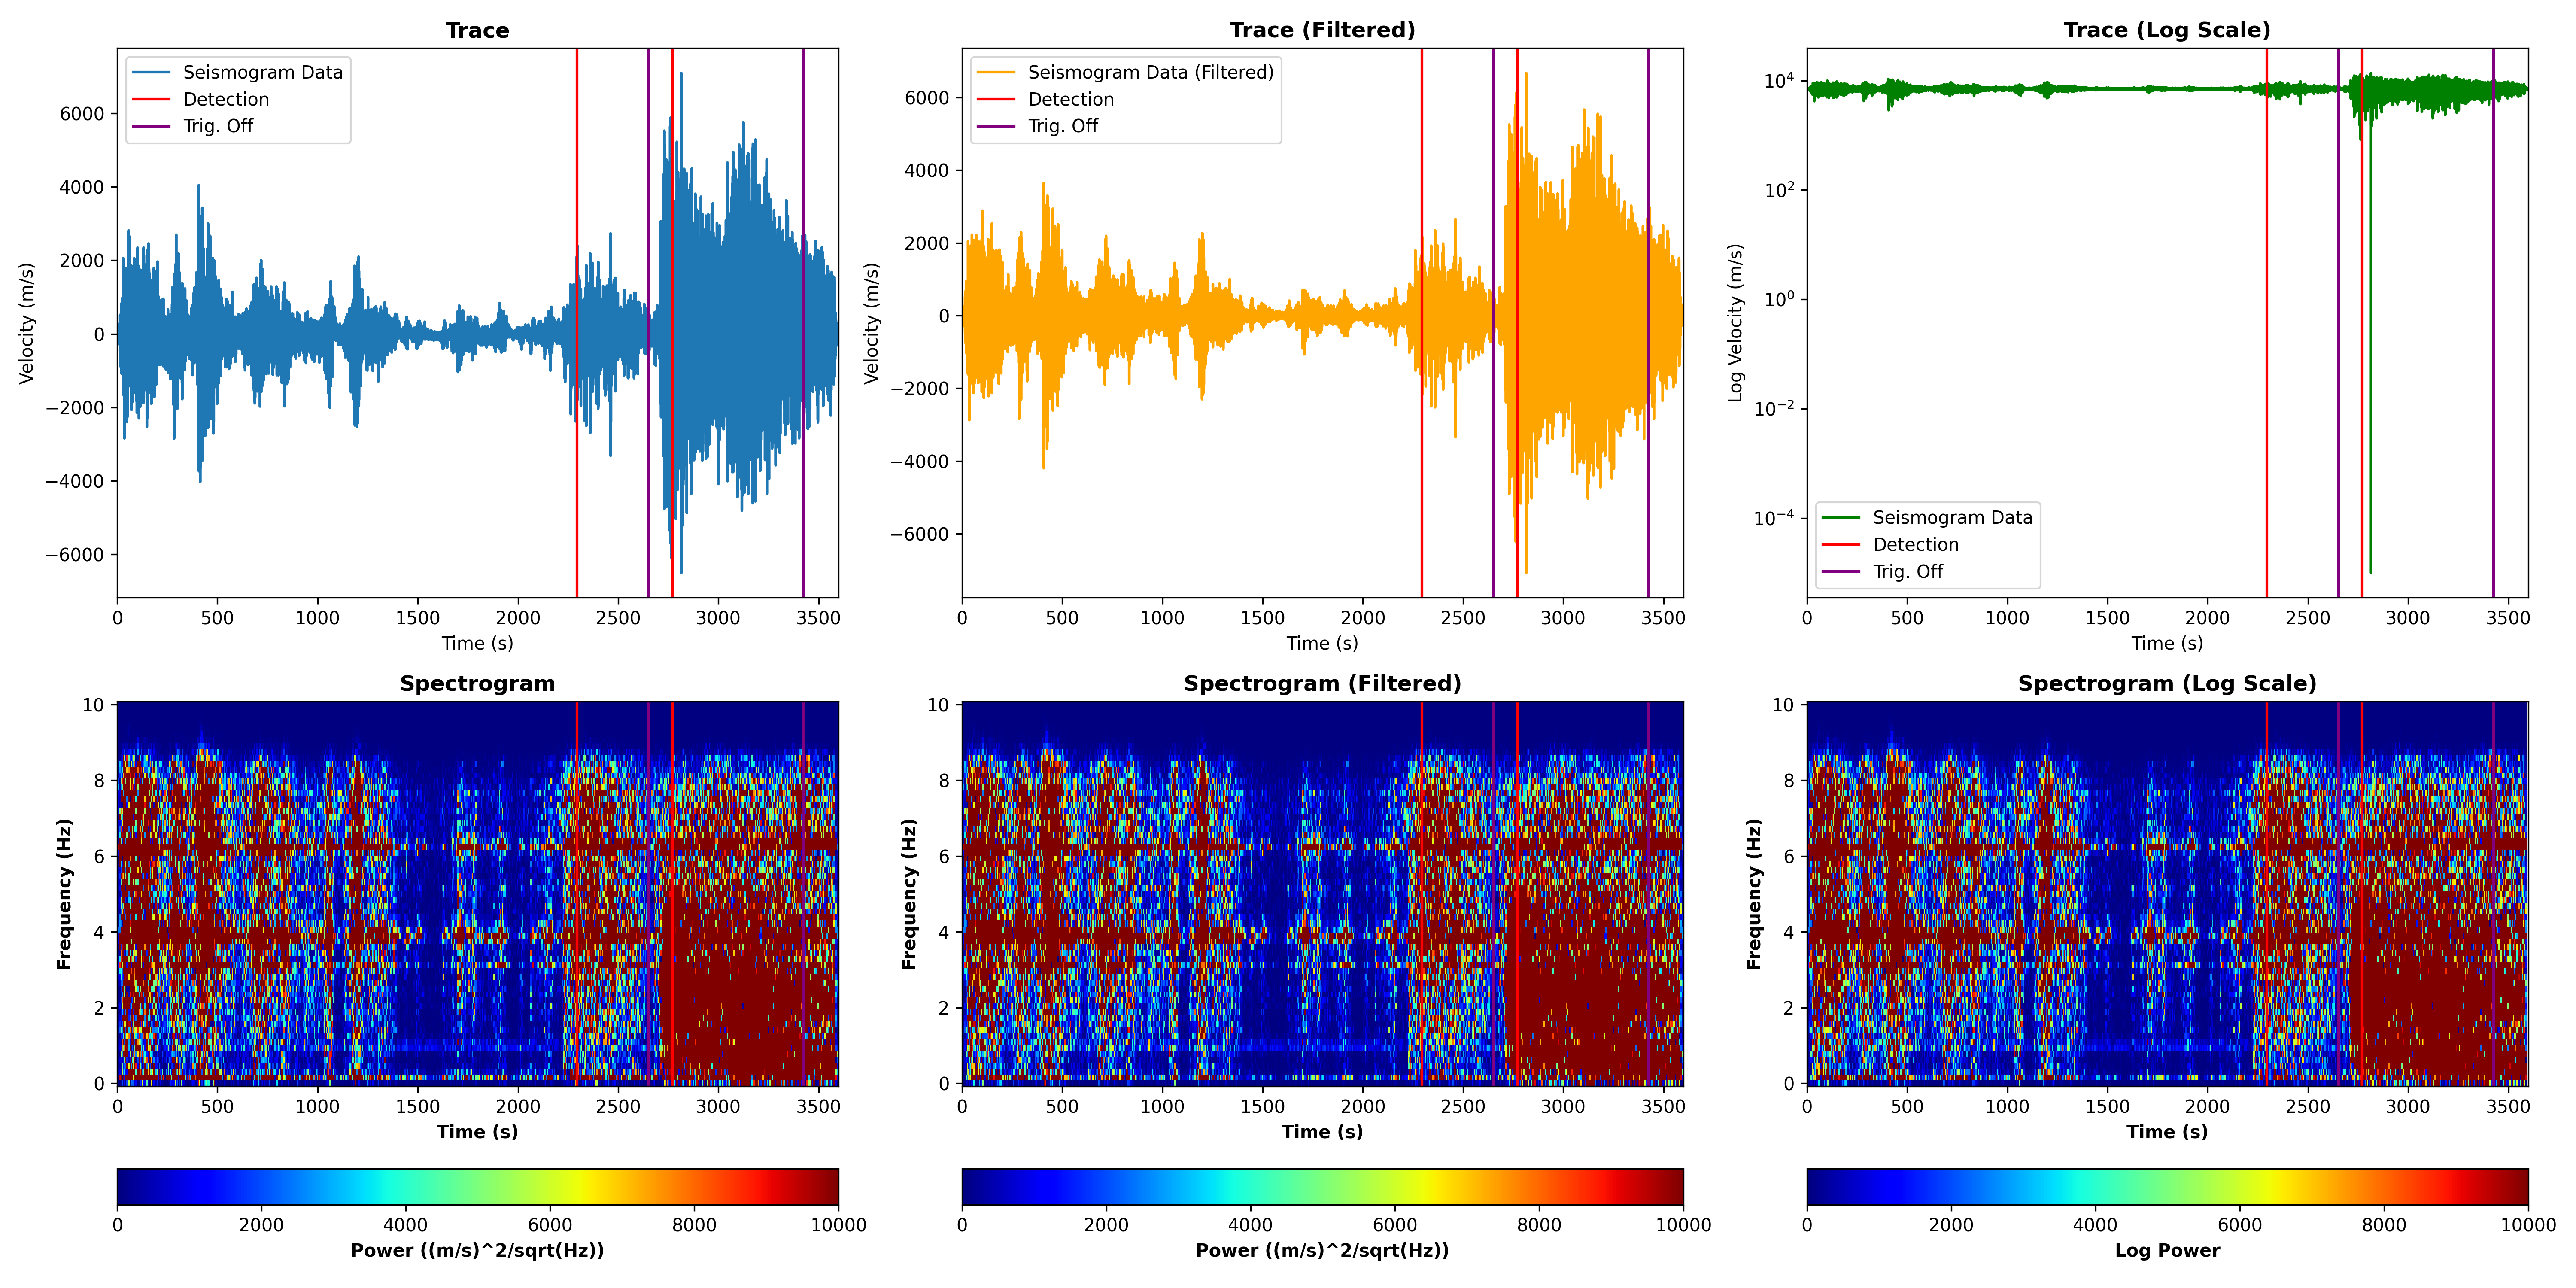 Trace
Seismogram Data
Detection
Trig. Off
6000
4000
2000
0
−2000
−4000
−6000
Velocity (m/s)
0 500 1000 1500 2000 2500 3000 3500
Time (s)
Trace (Filtered)
Seismogram Data (Filtered)
Detection
Trig. Off
6000
4000
2000
0
−2000
−4000
−6000
Velocity (m/s)
0 500 1000 1500 2000 2500 3000 3500
Time (s)
Trace (Log Scale)
10^4
10^2
10^0
10^−2
10^−4
Log Velocity (m/s)
Seismogram Data
Detection
Trig. Off
0 500 1000 1500 2000 2500 3000 3500
Time (s)
Spectrogram
10
8
6
4
2
0
Frequency (Hz)
0 500 1000 1500 2000 2500 3000 3500
Time (s)
0 2000 4000 6000 8000 10000
Power ((m/s)^2/sqrt(Hz))
Spectrogram (Filtered)
10
8
6
4
2
0
Frequency (Hz)
0 500 1000 1500 2000 2500 3000 3500
Time (s)
0 2000 4000 6000 8000 10000
Power ((m/s)^2/sqrt(Hz))
Spectrogram (Log Scale)
10
8
6
4
2
0
Frequency (Hz)
0 500 1000 1500 2000 2500 3000 3500
Time (s)
0 2000 4000 6000 8000 10000
Log Power